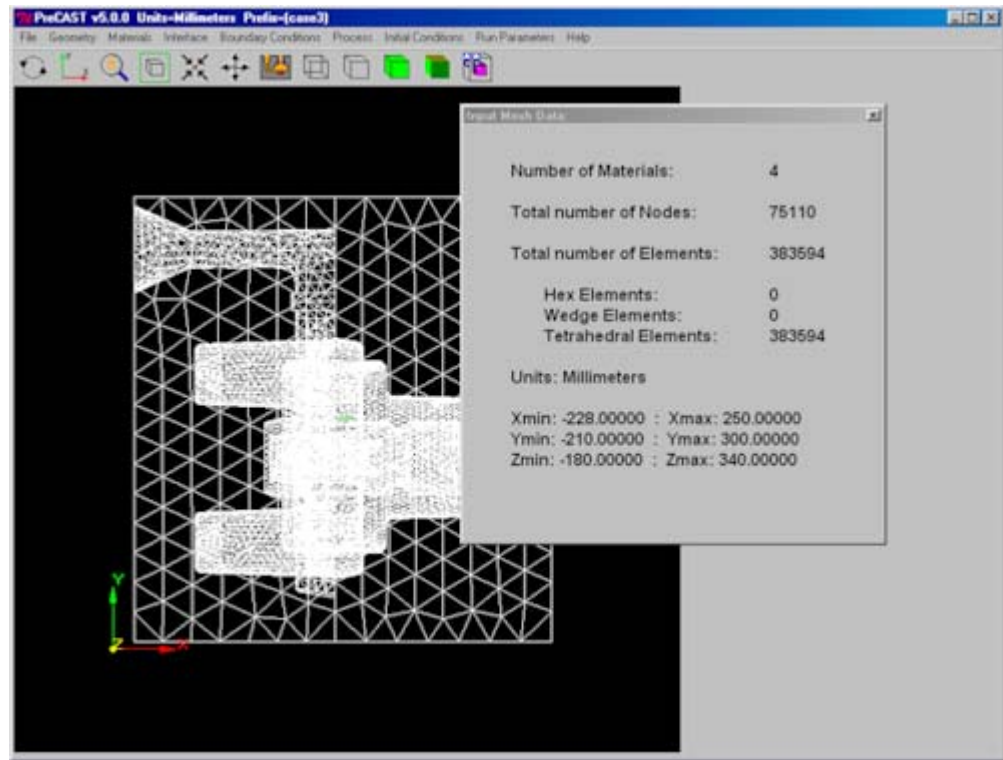 PreCAST v5.0.0 Units=Millimeters Prefix=(case3)
File Geometry Materials Interface Boundary Conditions Process Initial Conditions Run Parameters Help
Input Mesh Data
Number of Materials: 4
Total number of Nodes: 75110
Total number of Elements: 383594
Hex Elements: 0
Wedge Elements: 0
Tetrahedral Elements: 383594
Units: Millimeters
Xmin: -228.00000 : Xmax: 250.00000
Ymin: -210.00000 : Ymax: 300.00000
Zmin: -180.00000 : Zmax: 340.00000
Y
Z X